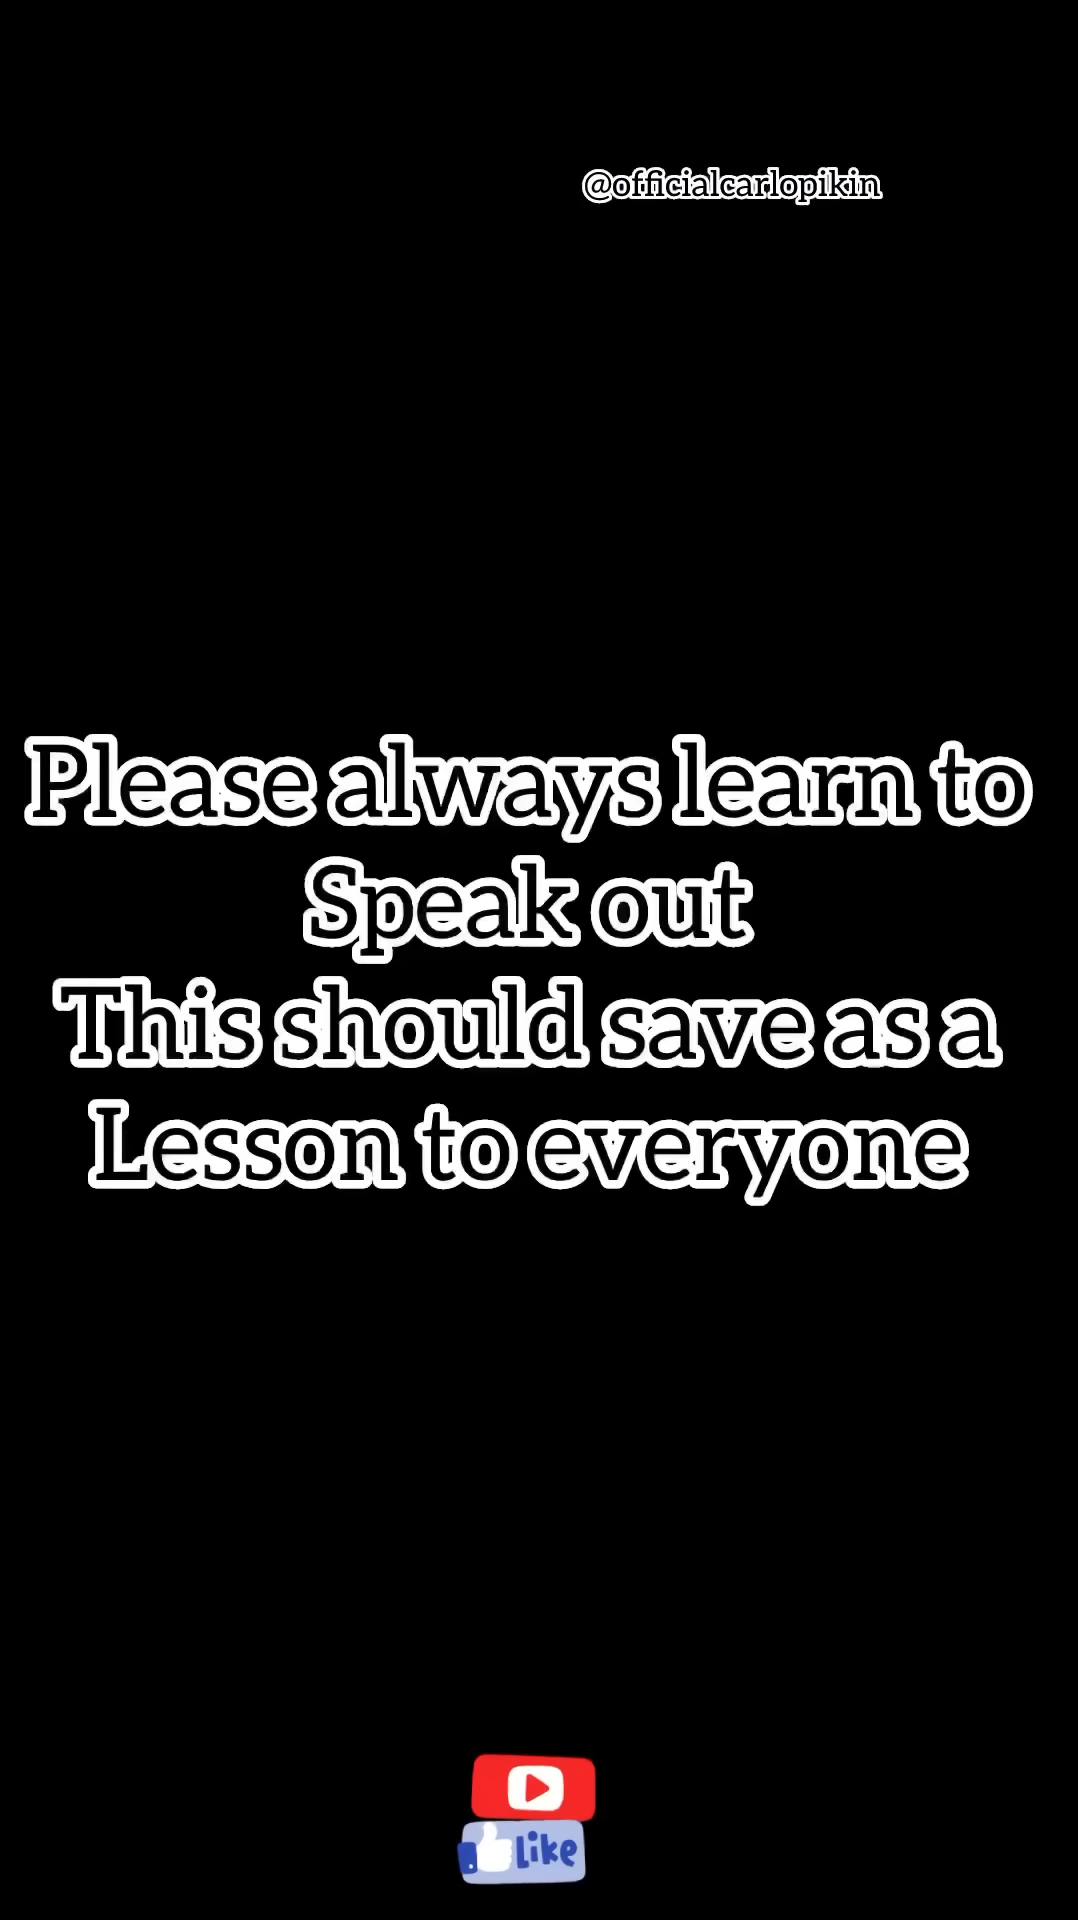 @officialcarlopikin
Please always learn to
Speak out
This should save as a
Lesson to everyone
Like